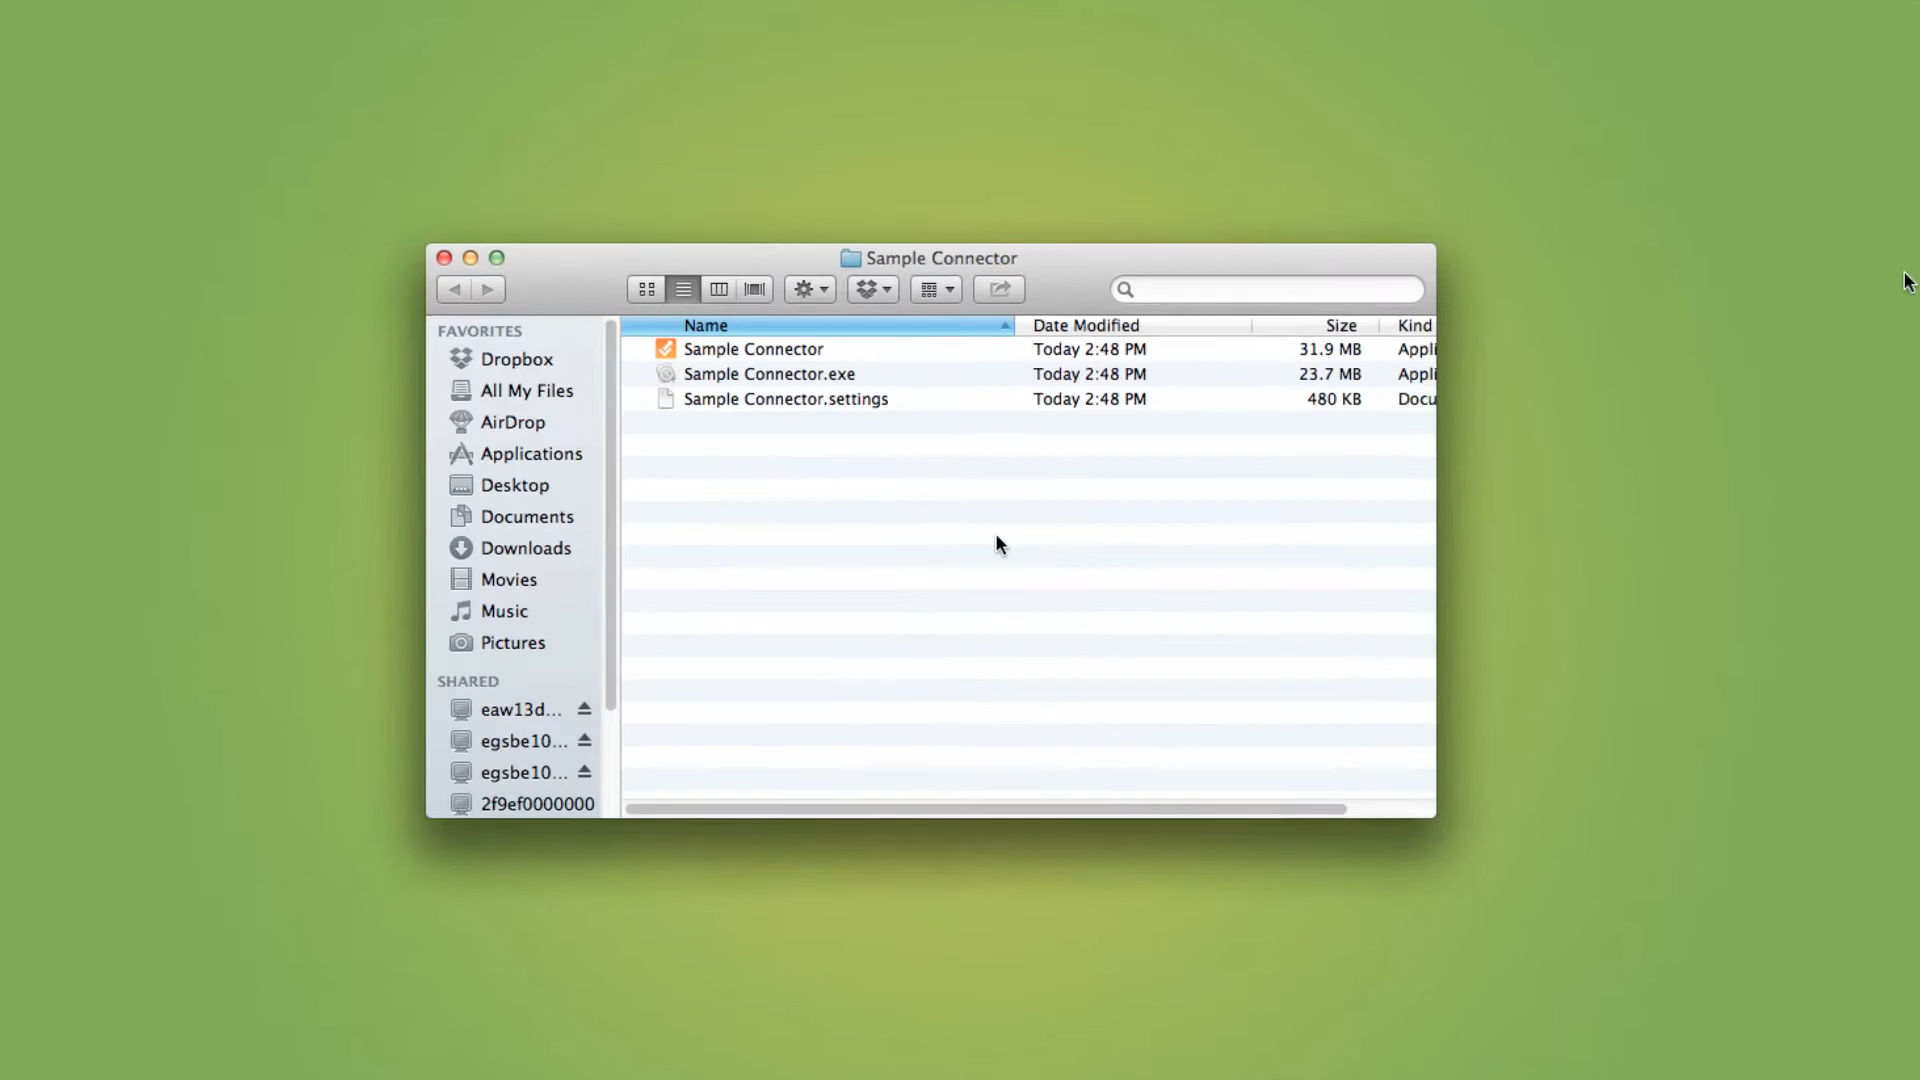 Sample Connector
FAVORITES
Dropbox
All My Files
AirDrop
Applications
Desktop
Documents
Downloads
Movies
Music
Pictures
SHARED
eaw13d...
egsbe10...
egsbe10...
2f9ef0000000
Name Date Modified Size Kind
Sample Connector Today 2:48 PM 31.9 MB Appli
Sample Connector.exe Today 2:48 PM 23.7 MB Appli
Sample Connector.settings Today 2:48 PM 480 KB Docu